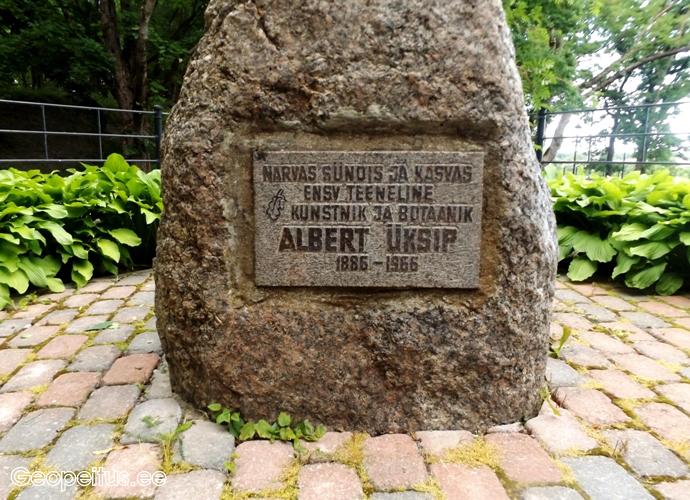 NARVAS SÜNDIS JA KASVAS
ENSV TEENELINE
KUNSTNIK JA BOTAANIK
ALBERT ÜKSIP
1886-1966
Geopeitus.ee